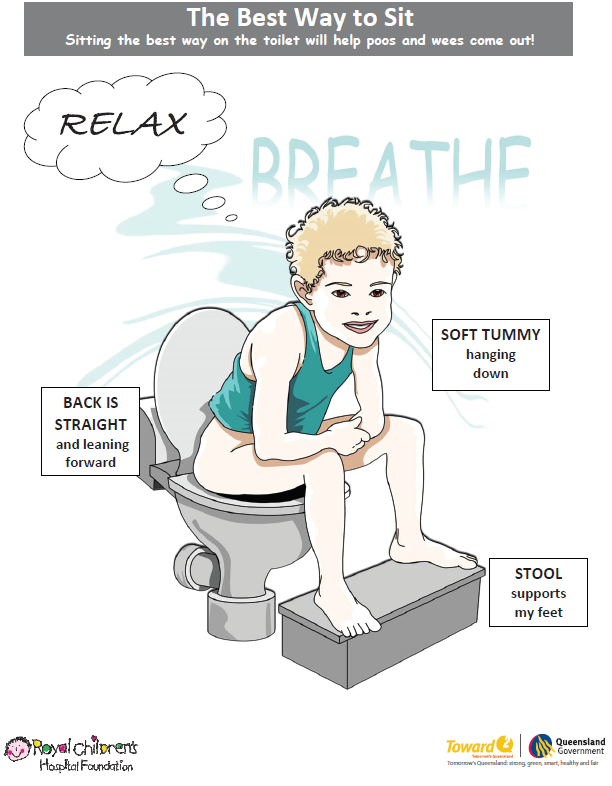 The Best Way to Sit
Sitting the best way on the toilet will help poos and wees come out!
RELAX
BREATHE
SOFT TUMMY
hanging
down
BACK IS
STRAIGHT
and leaning
forward
STOOL
supports
my feet
Royal Children's
Hospital Foundation
Toward Q2
Tomorrow's Queensland
Queensland
Government
Tomorrow's Queensland: strong, green, smart, healthy and fair